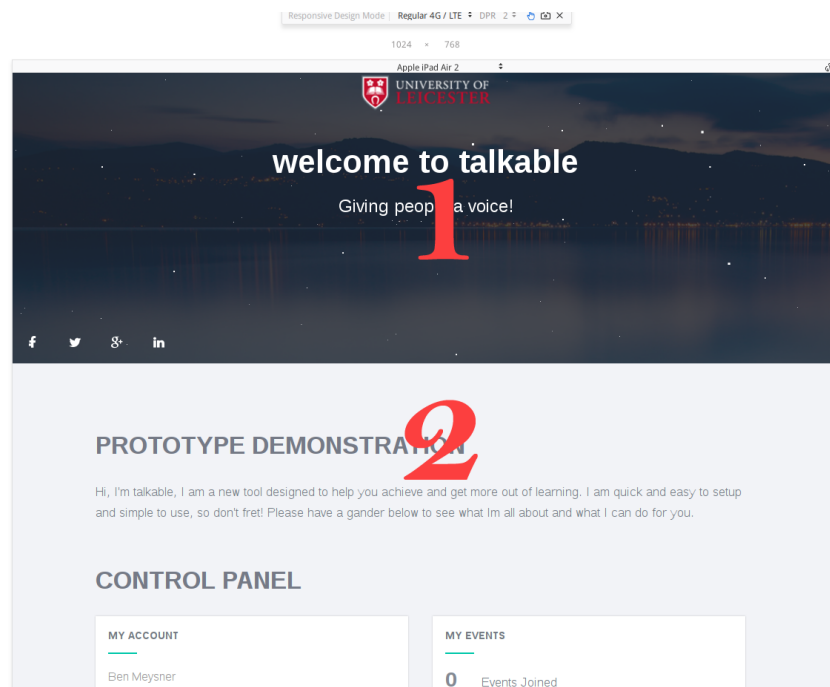 Responsive Design Mode | Regular 4G / LTE DPR 2
1024 × 768
Apple iPad Air 2
UNIVERSITY OF
LEICESTER
welcome to talkable
Giving people a voice!
1
PROTOTYPE DEMONSTRATION
2
Hi, I'm talkable, I am a new tool designed to help you achieve and get more out of learning. I am quick and easy to setup
and simple to use, so don't fret! Please have a gander below to see what Im all about and what I can do for you.
CONTROL PANEL
MY ACCOUNT
Ben Meysner
MY EVENTS
0 Events Joined